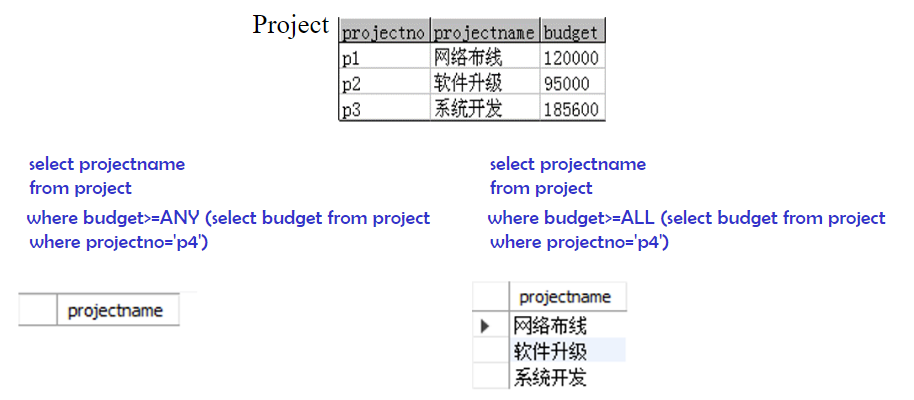 Project
projectno projectname budget
p1 网络布线 120000
p2 软件升级 95000
p3 系统开发 185600
select projectname
from project
where budget>=ANY (select budget from project
where projectno='p4')
projectname
select projectname
from project
where budget>=ALL (select budget from project
where projectno='p4')
projectname
网络布线
软件升级
系统开发